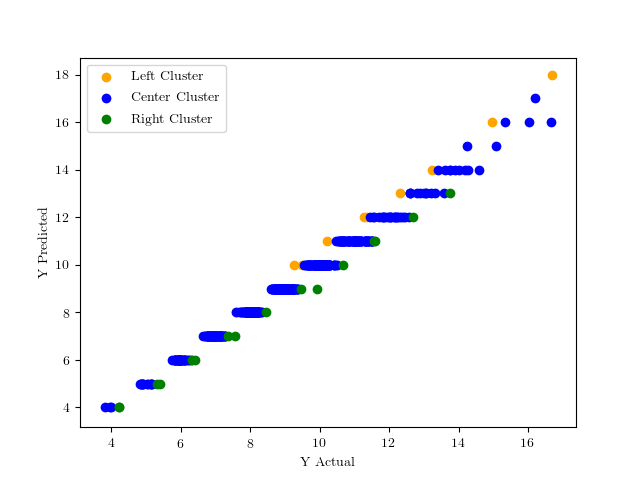 Left Cluster
Center Cluster
Right Cluster
18
16
14
12
10
8
6
4
Y Predicted
4 6 8 10 12 14 16
Y Actual